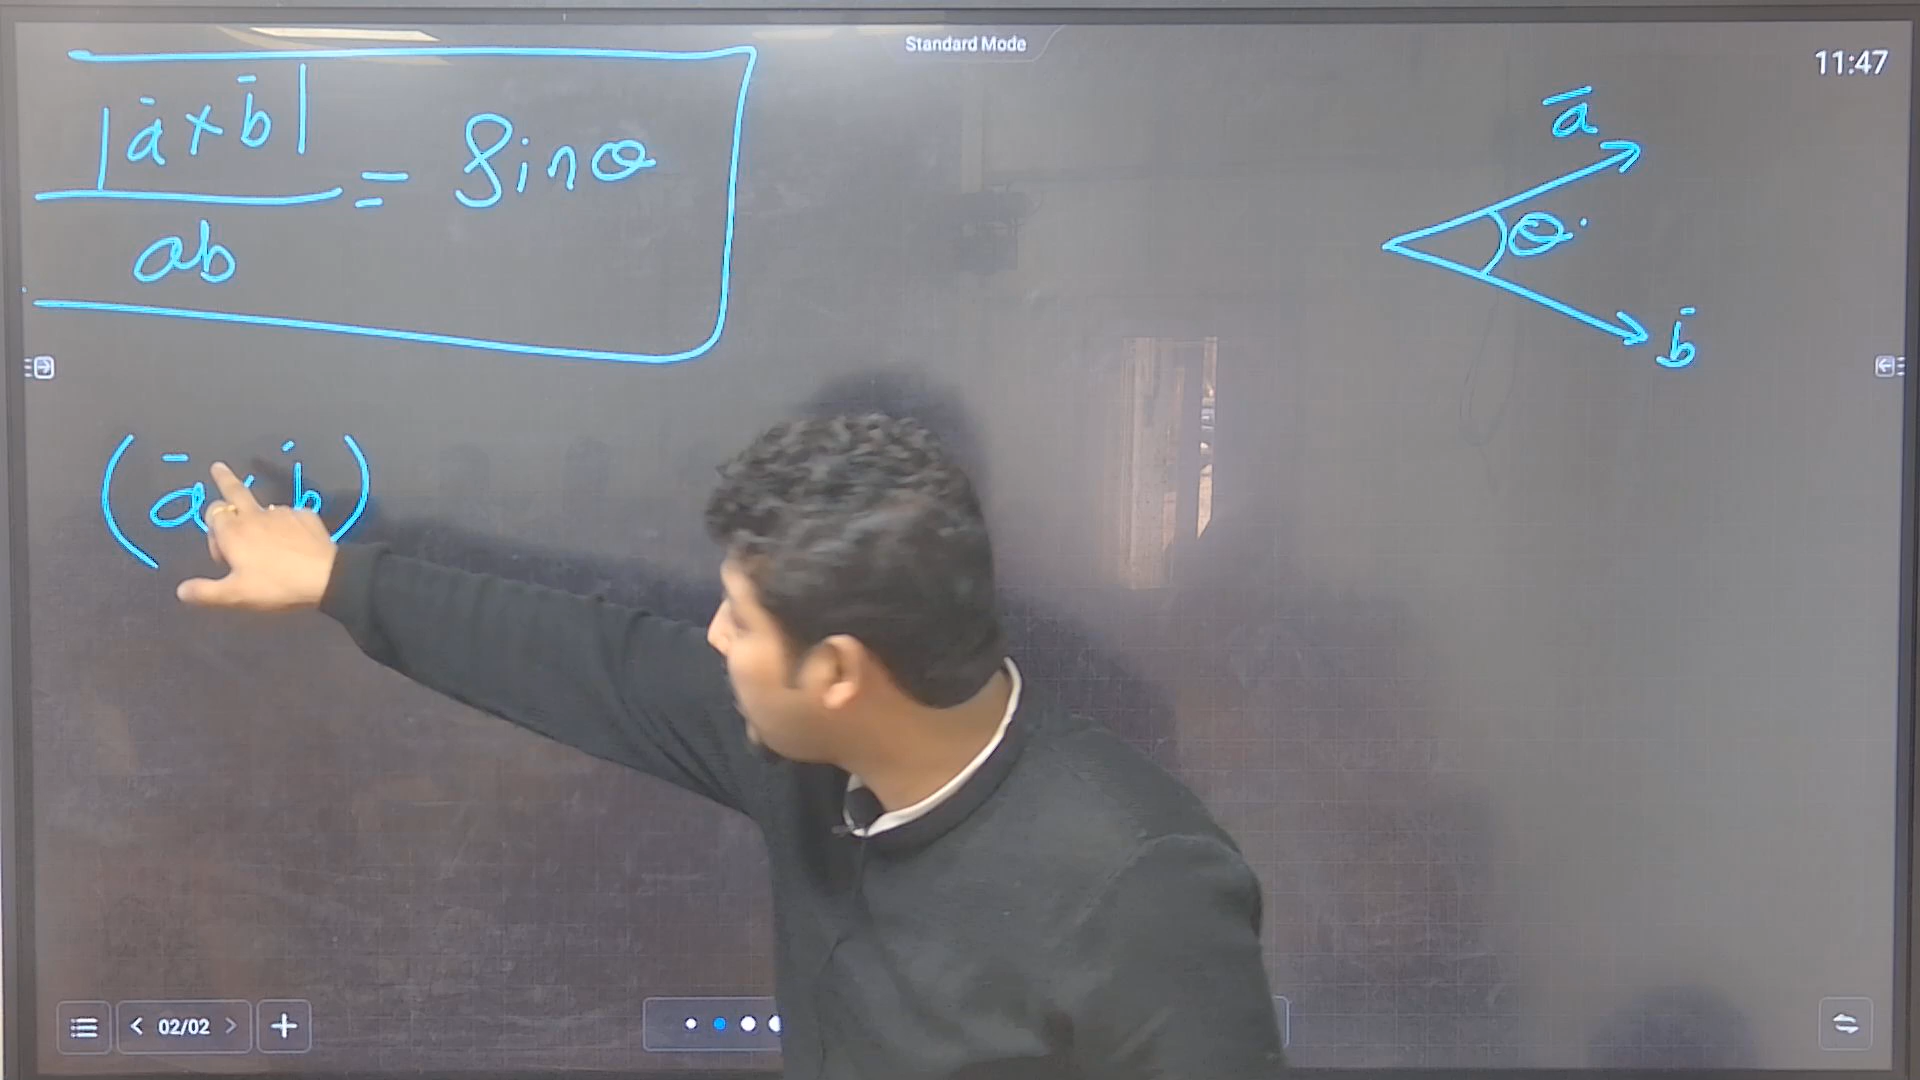 Standard Mode
11:47
|a̅ × b̅|
ab
= Sinθ
a̅
θ
b̅
(a̅ × b̅)
02/02